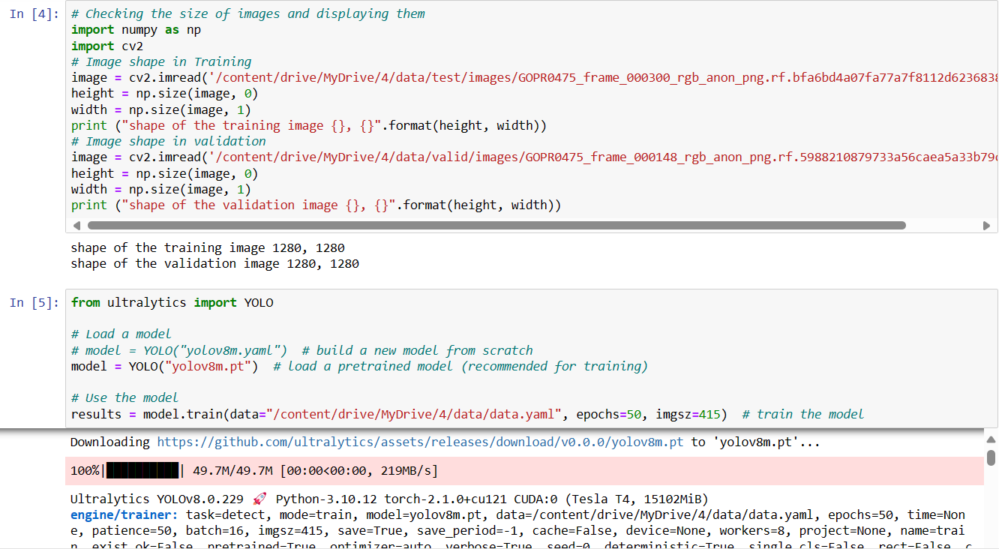 In [4]:
# Checking the size of images and displaying them
import numpy as np
import cv2
# Image shape in Training
image = cv2.imread('/content/drive/MyDrive/4/data/test/images/GOPR0475_frame_000300_rgb_anon_png.rf.bfa6bd4a07fa77a7f8112d6236838
height = np.size(image, 0)
width = np.size(image, 1)
print ("shape of the training image {}, {}".format(height, width))
# Image shape in validation
image = cv2.imread('/content/drive/MyDrive/4/data/valid/images/GOPR0475_frame_000148_rgb_anon_png.rf.5988210879733a56caea5a33b79c
height = np.size(image, 0)
width = np.size(image, 1)
print ("shape of the validation image {}, {}".format(height, width))
shape of the training image 1280, 1280
shape of the validation image 1280, 1280
In [5]:
from ultralytics import YOLO
# Load a model
# model = YOLO("yolov8m.yaml")  # build a new model from scratch
model = YOLO("yolov8m.pt")  # load a pretrained model (recommended for training)
# Use the model
results = model.train(data="/content/drive/MyDrive/4/data/data.yaml", epochs=50, imgsz=415)  # train the model
Downloading https://github.com/ultralytics/assets/releases/download/v0.0.0/yolov8m.pt to 'yolov8m.pt'...
100%|██████████| 49.7M/49.7M [00:00<00:00, 219MB/s]
Ultralytics YOLOv8.0.229 🚀 Python-3.10.12 torch-2.1.0+cu121 CUDA:0 (Tesla T4, 15102MiB)
engine/trainer: task=detect, mode=train, model=yolov8m.pt, data=/content/drive/MyDrive/4/data/data.yaml, epochs=50, time=Non
e, patience=50, batch=16, imgsz=415, save=True, save_period=-1, cache=False, device=None, workers=8, project=None, name=trai
n, exist_ok=False, pretrained=True, optimizer=auto, verbose=True, seed=0, deterministic=True, single_cls=False, rect=False, c